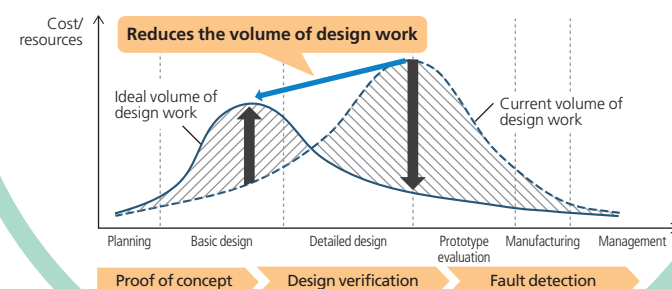 Cost/
resources
Reduces the volume of design work
Ideal volume of
design work
Current volume of
design work
Planning
Basic design
Detailed design
Prototype
evaluation
Manufacturing
Management
Proof of concept
Design verification
Fault detection